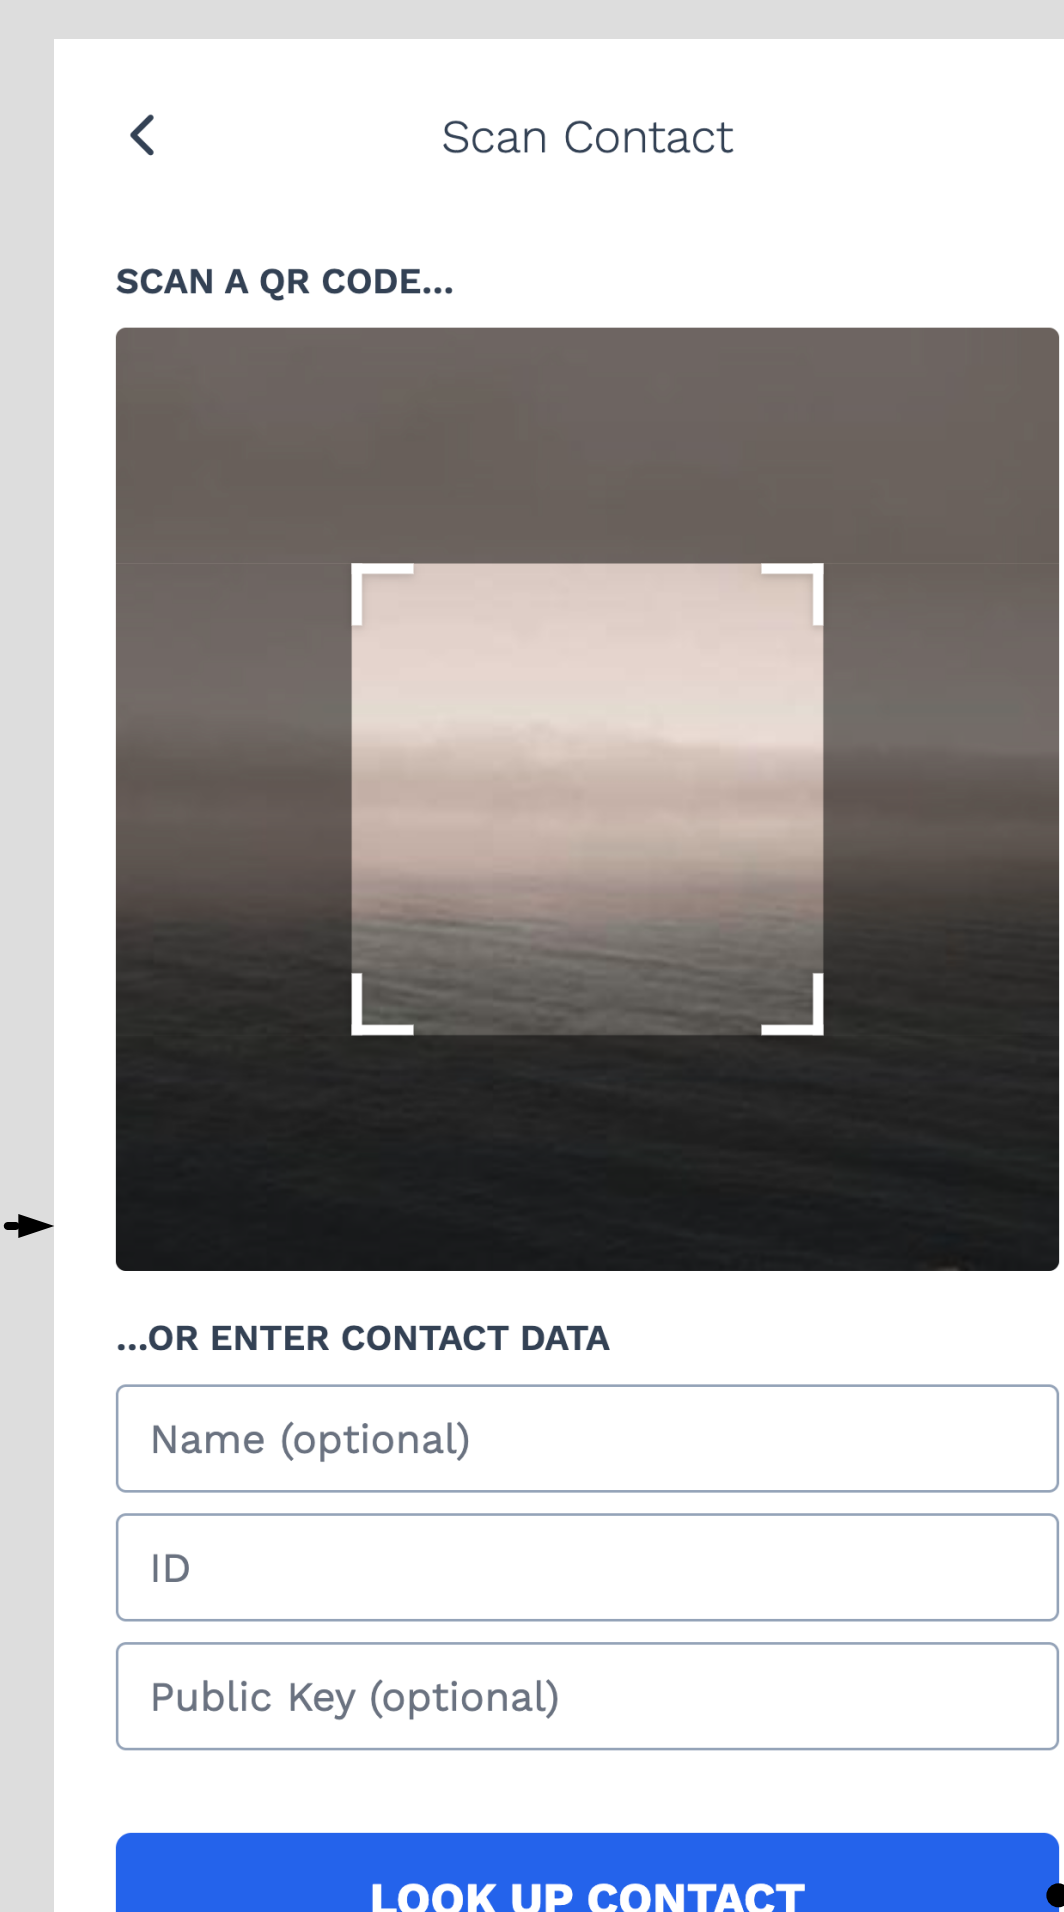 Scan Contact
SCAN A QR CODE...
...OR ENTER CONTACT DATA
Name (optional)
ID
Public Key (optional)
LOOK UP CONTACT